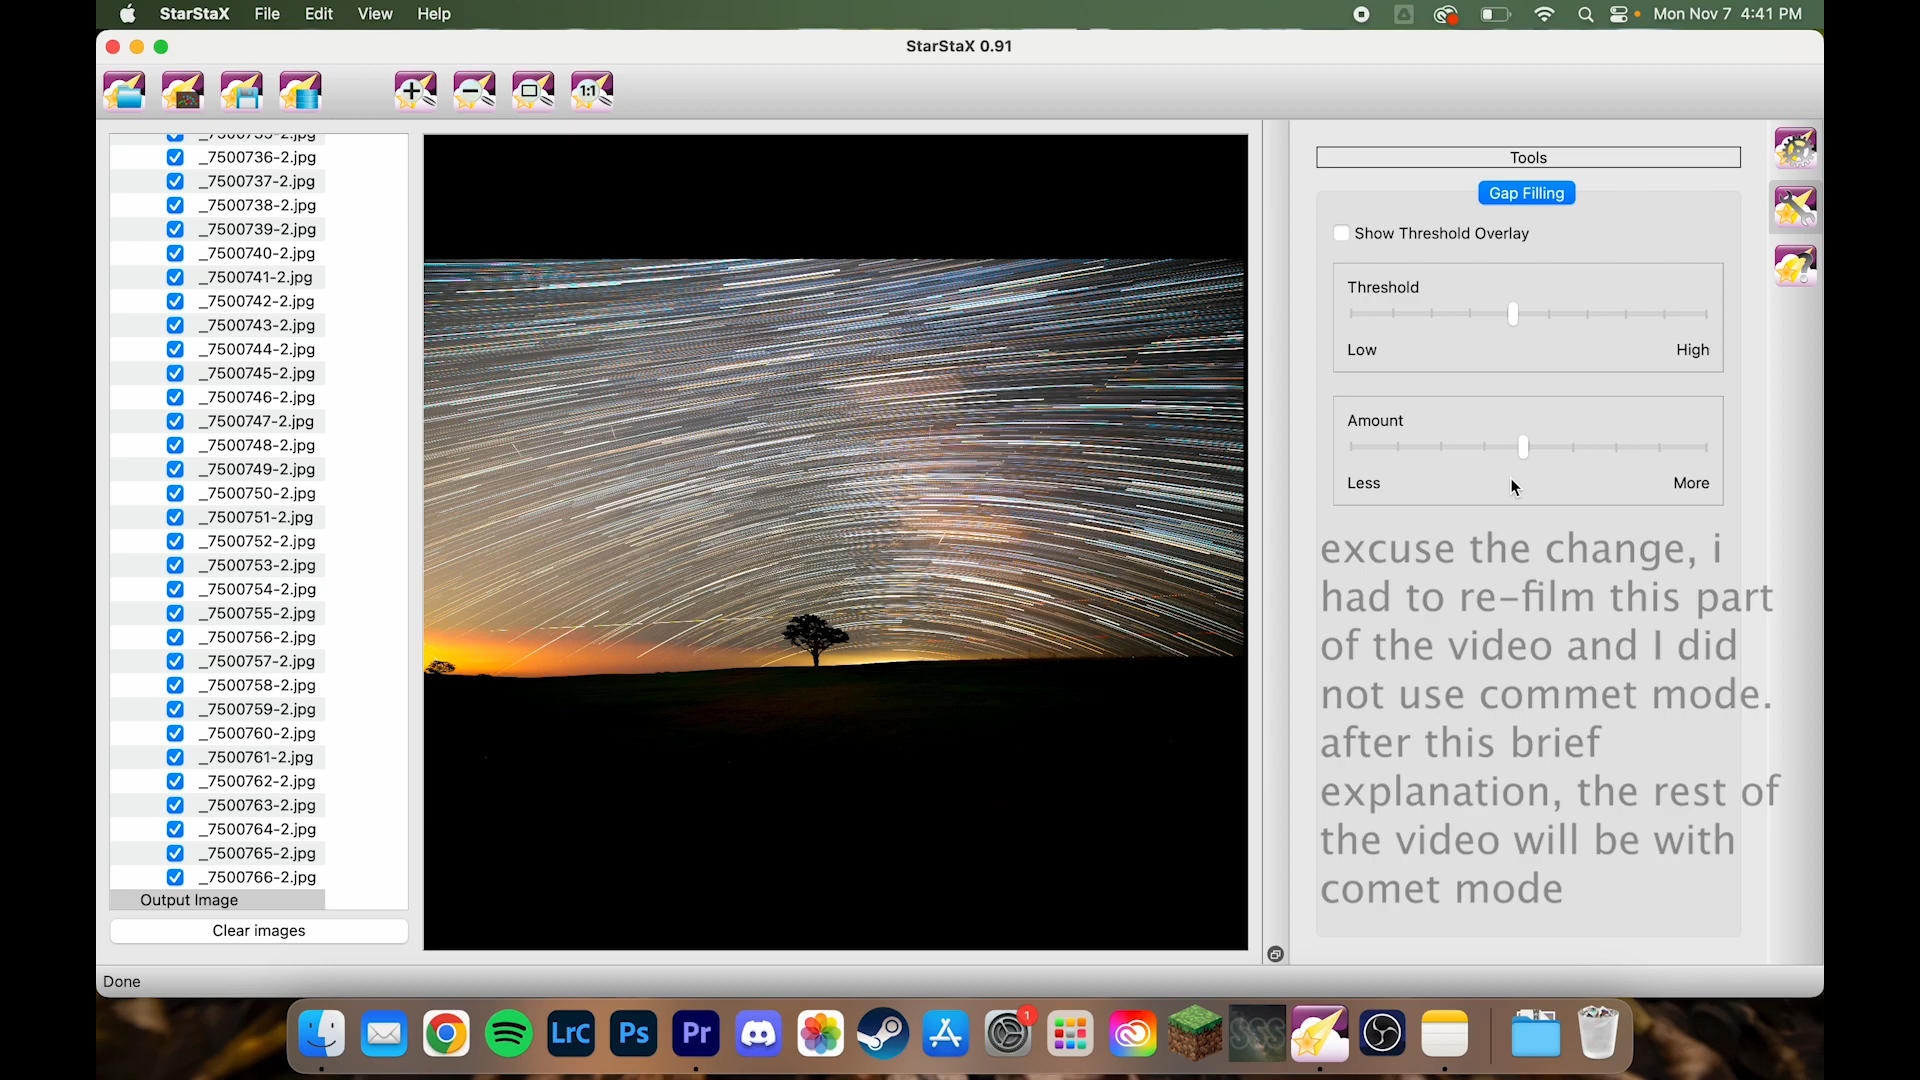 StarStaX File Edit View Help
Mon Nov 7 4:41 PM
StarStaX 0.91
1:1
_7500735-2.jpg
_7500736-2.jpg
_7500737-2.jpg
_7500738-2.jpg
_7500739-2.jpg
_7500740-2.jpg
_7500741-2.jpg
_7500742-2.jpg
_7500743-2.jpg
_7500744-2.jpg
_7500745-2.jpg
_7500746-2.jpg
_7500747-2.jpg
_7500748-2.jpg
_7500749-2.jpg
_7500750-2.jpg
_7500751-2.jpg
_7500752-2.jpg
_7500753-2.jpg
_7500754-2.jpg
_7500755-2.jpg
_7500756-2.jpg
_7500757-2.jpg
_7500758-2.jpg
_7500759-2.jpg
_7500760-2.jpg
_7500761-2.jpg
_7500762-2.jpg
_7500763-2.jpg
_7500764-2.jpg
_7500765-2.jpg
_7500766-2.jpg
Output Image
Clear images
Tools
Gap Filling
Show Threshold Overlay
Threshold
Low High
Amount
Less More
excuse the change, i
had to re-film this part
of the video and I did
not use commet mode.
after this brief
explanation, the rest of
the video will be with
comet mode
Done
LrC Ps Pr 1 SGS